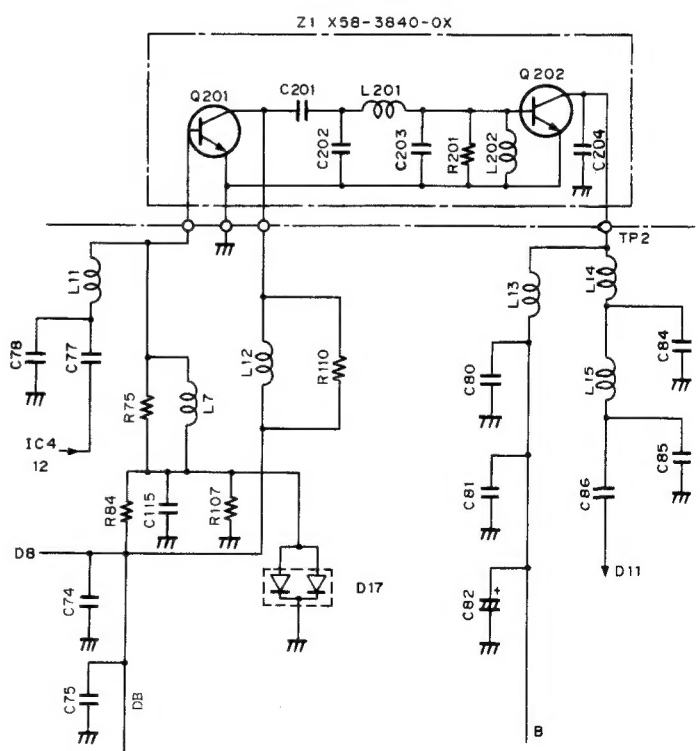 Z1 X58-3840-0X
Q201
C201
L201
Q202
C202
C203
R201
L202
C204
TP2
L11
L13
L14
C78
C77
L12
R110
C80
C84
R75
L7
L15
IC4
12
C81
C86
C85
R84
C115
R107
D8
D17
D11
C74
C82
+
C75
DB
B